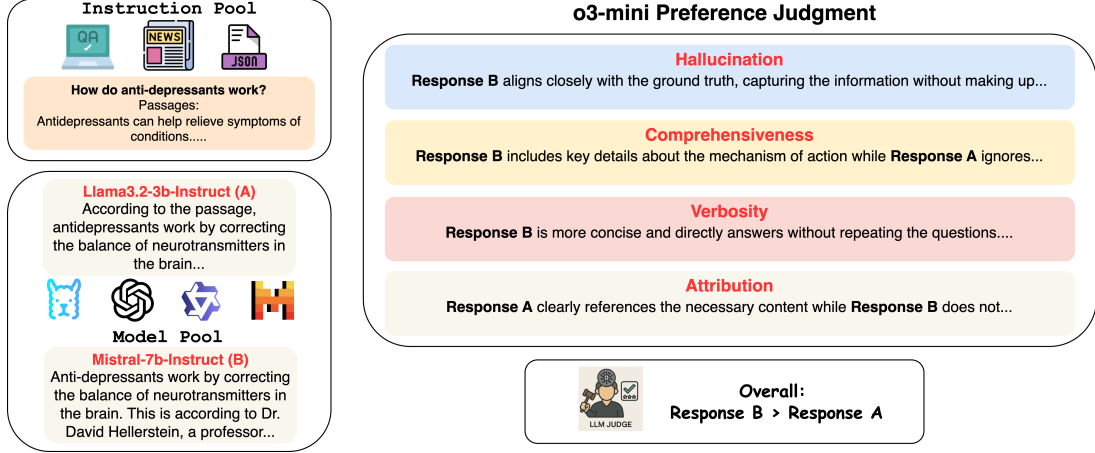 Instruction Pool
QA
NEWS
JSON
How do anti-depressants work?
Passages:
Antidepressants can help relieve symptoms of
conditions.....
Llama3.2-3b-Instruct (A)
According to the passage,
antidepressants work by correcting
the balance of neurotransmitters in
the brain...
Model Pool
Mistral-7b-Instruct (B)
Anti-depressants work by correcting
the balance of neurotransmitters in
the brain. This is according to Dr.
David Hellerstein, a professor...
o3-mini Preference Judgment
Hallucination
Response B aligns closely with the ground truth, capturing the information without making up...
Comprehensiveness
Response B includes key details about the mechanism of action while Response A ignores...
Verbosity
Response B is more concise and directly answers without repeating the questions....
Attribution
Response A clearly references the necessary content while Response B does not...
LLM JUDGE
Overall:
Response B > Response A